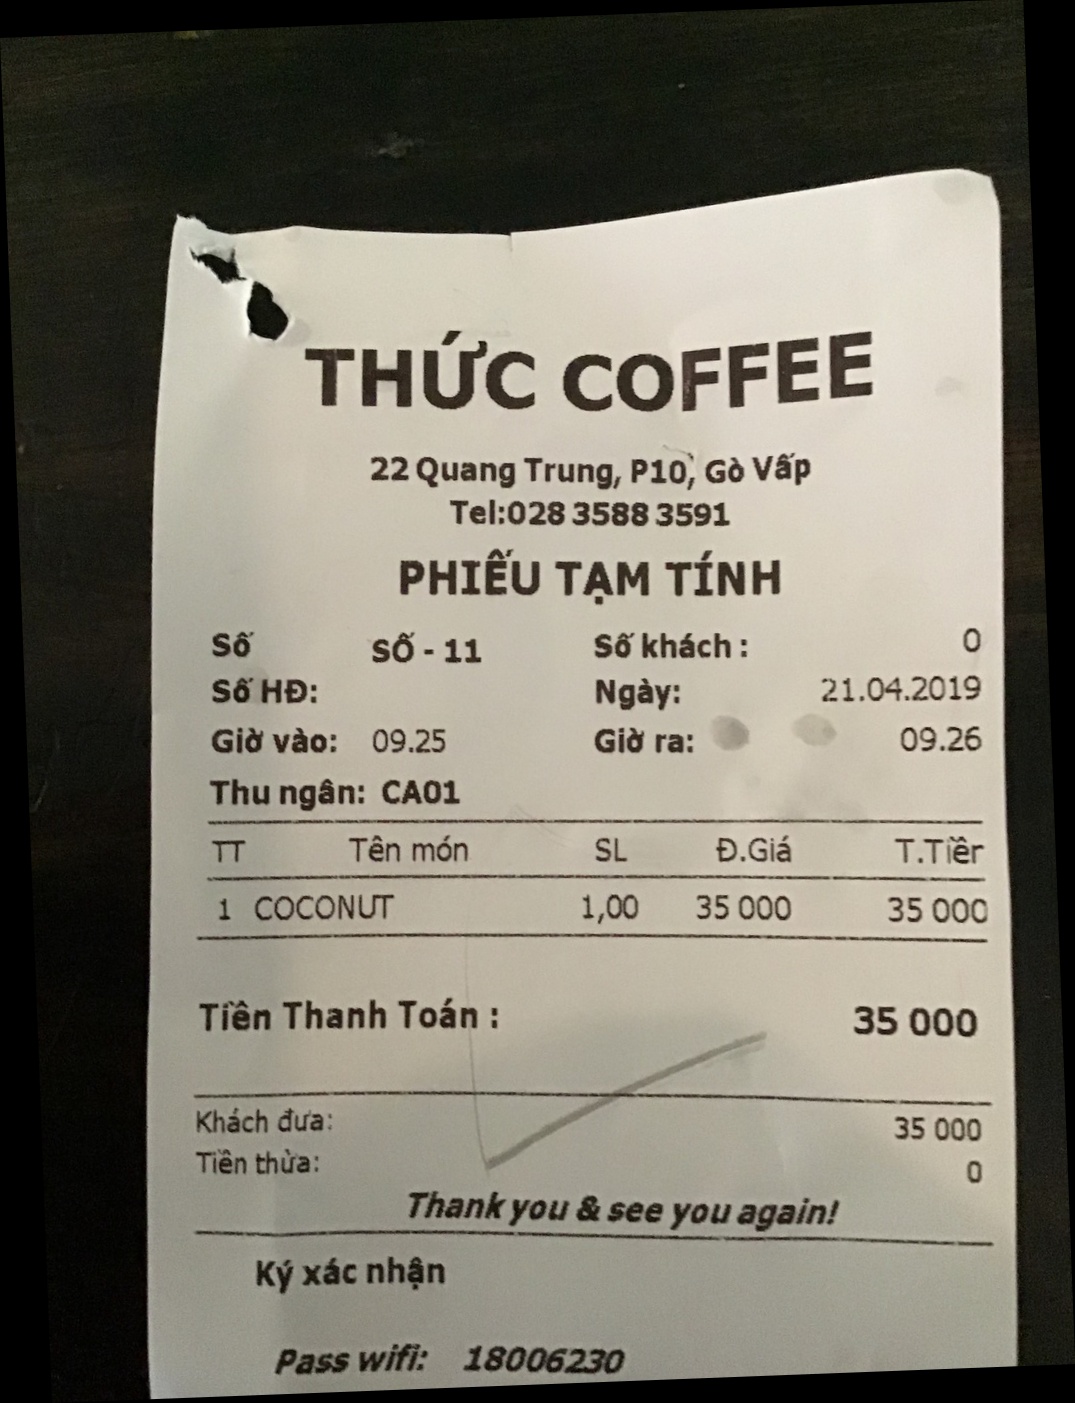 THỨC COFFEE
22 Quang Trung, P10, Gò Vấp
Tel:028 3588 3591
PHIẾU TẠM TÍNH
Số SỐ - 11 Số khách : 0
Số HĐ: Ngày: 21.04.2019
Giờ vào: 09.25 Giờ ra: 09.26
Thu ngân: CA01
TT Tên món SL Đ.Giá T.Tiền
1 COCONUT 1,00 35 000 35 000
Tiền Thanh Toán : 35 000
Khách đưa: 35 000
Tiền thừa: 0
Thank you & see you again!
Ký xác nhận
Pass wifi: 18006230